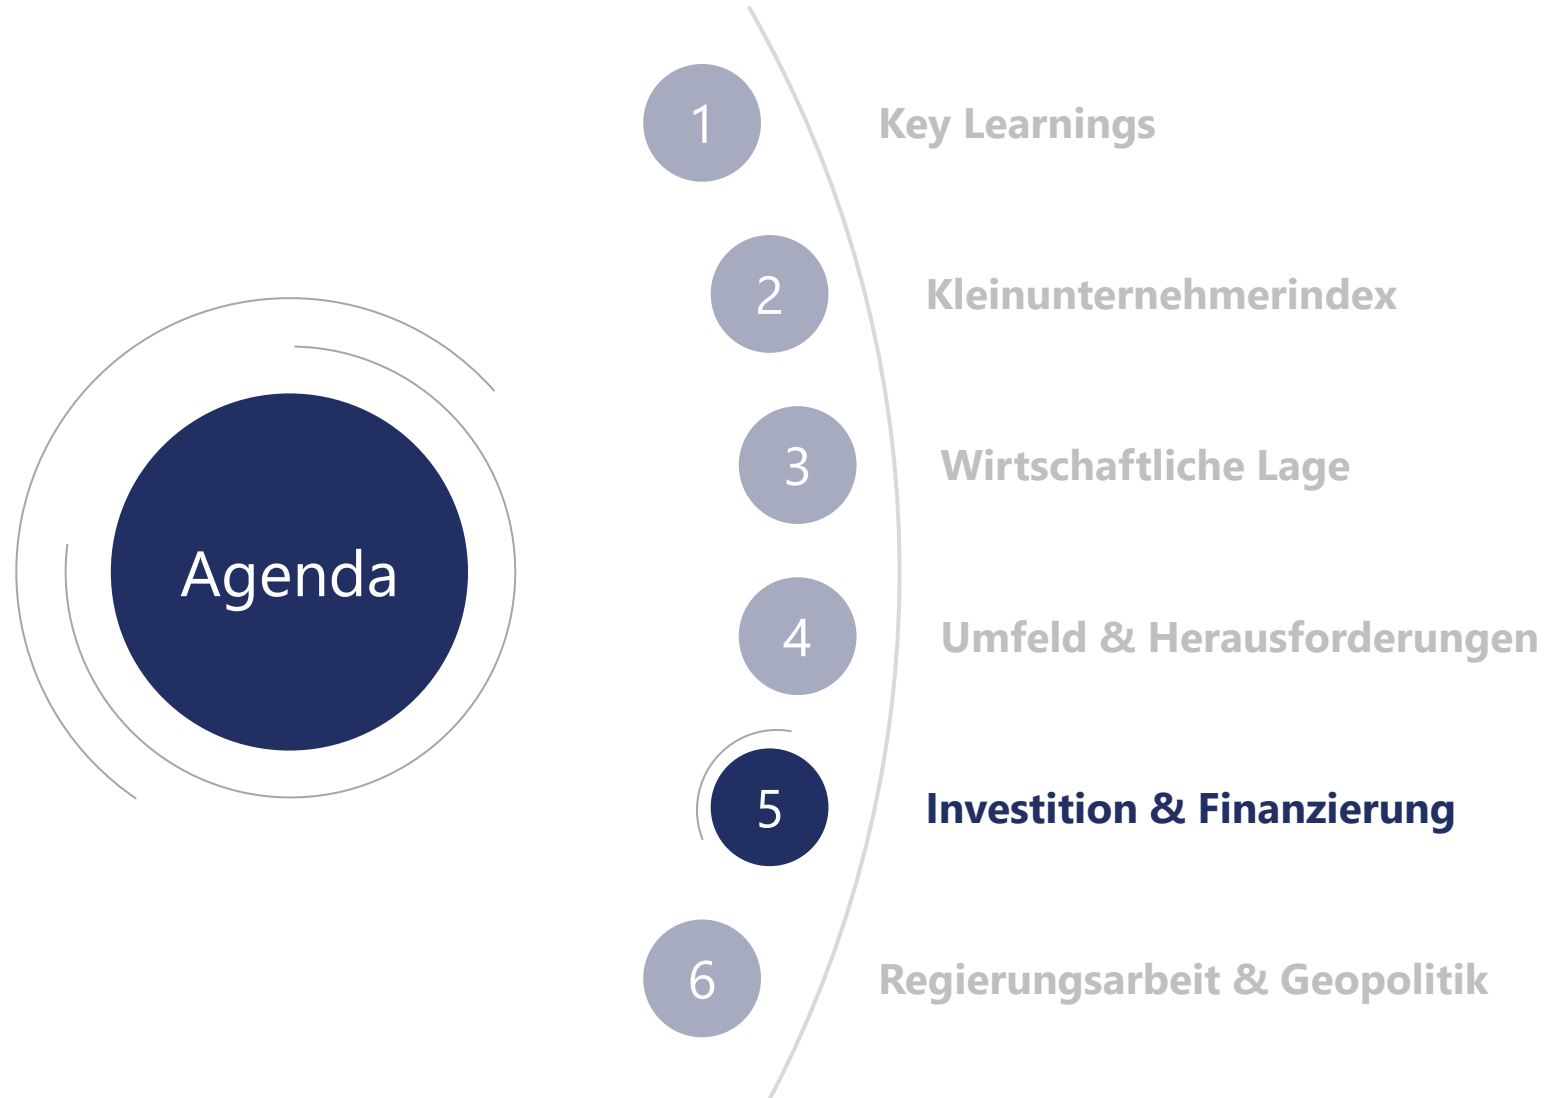 Agenda
1
Key Learnings
2
Kleinunternehmerindex
3
Wirtschaftliche Lage
4
Umfeld & Herausforderungen
5
Investition & Finanzierung
6
Regierungsarbeit & Geopolitik